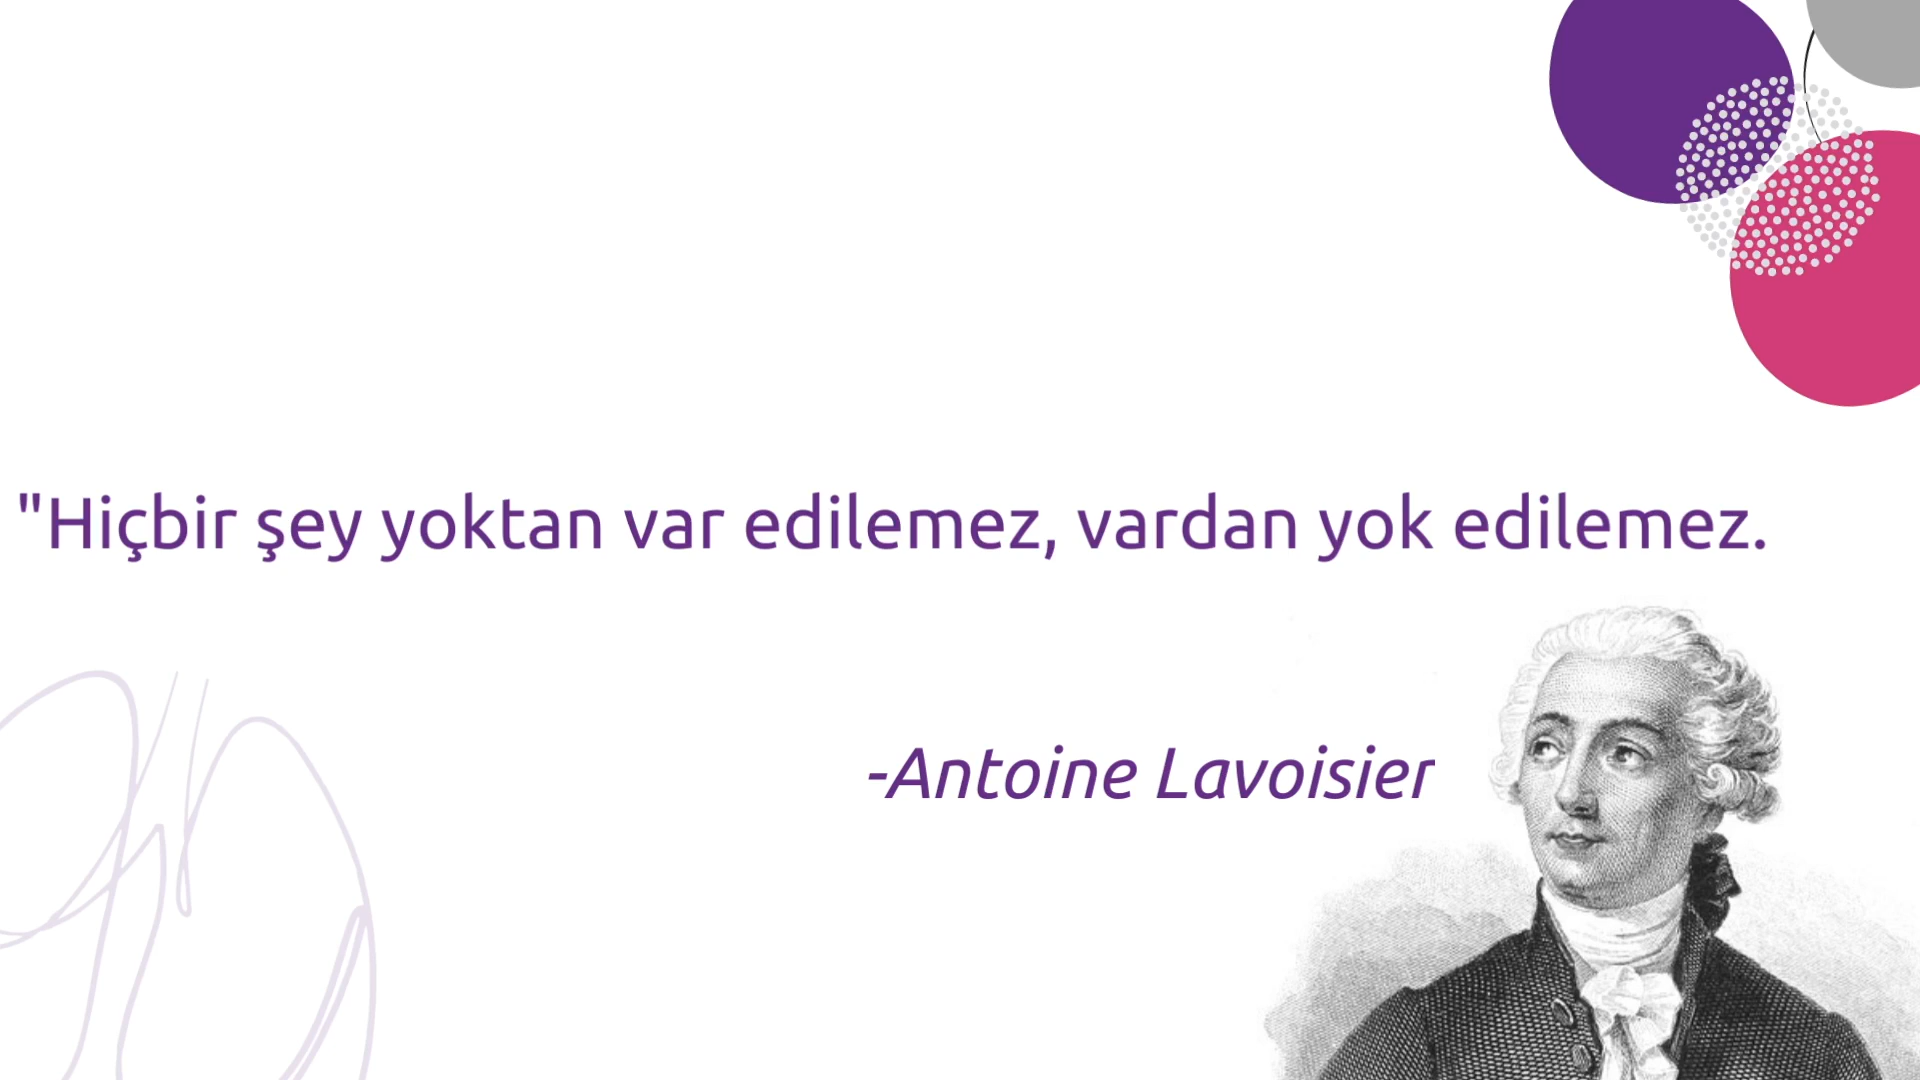 "Hiçbir şey yoktan var edilemez, vardan yok edilemez.
-Antoine Lavoisier